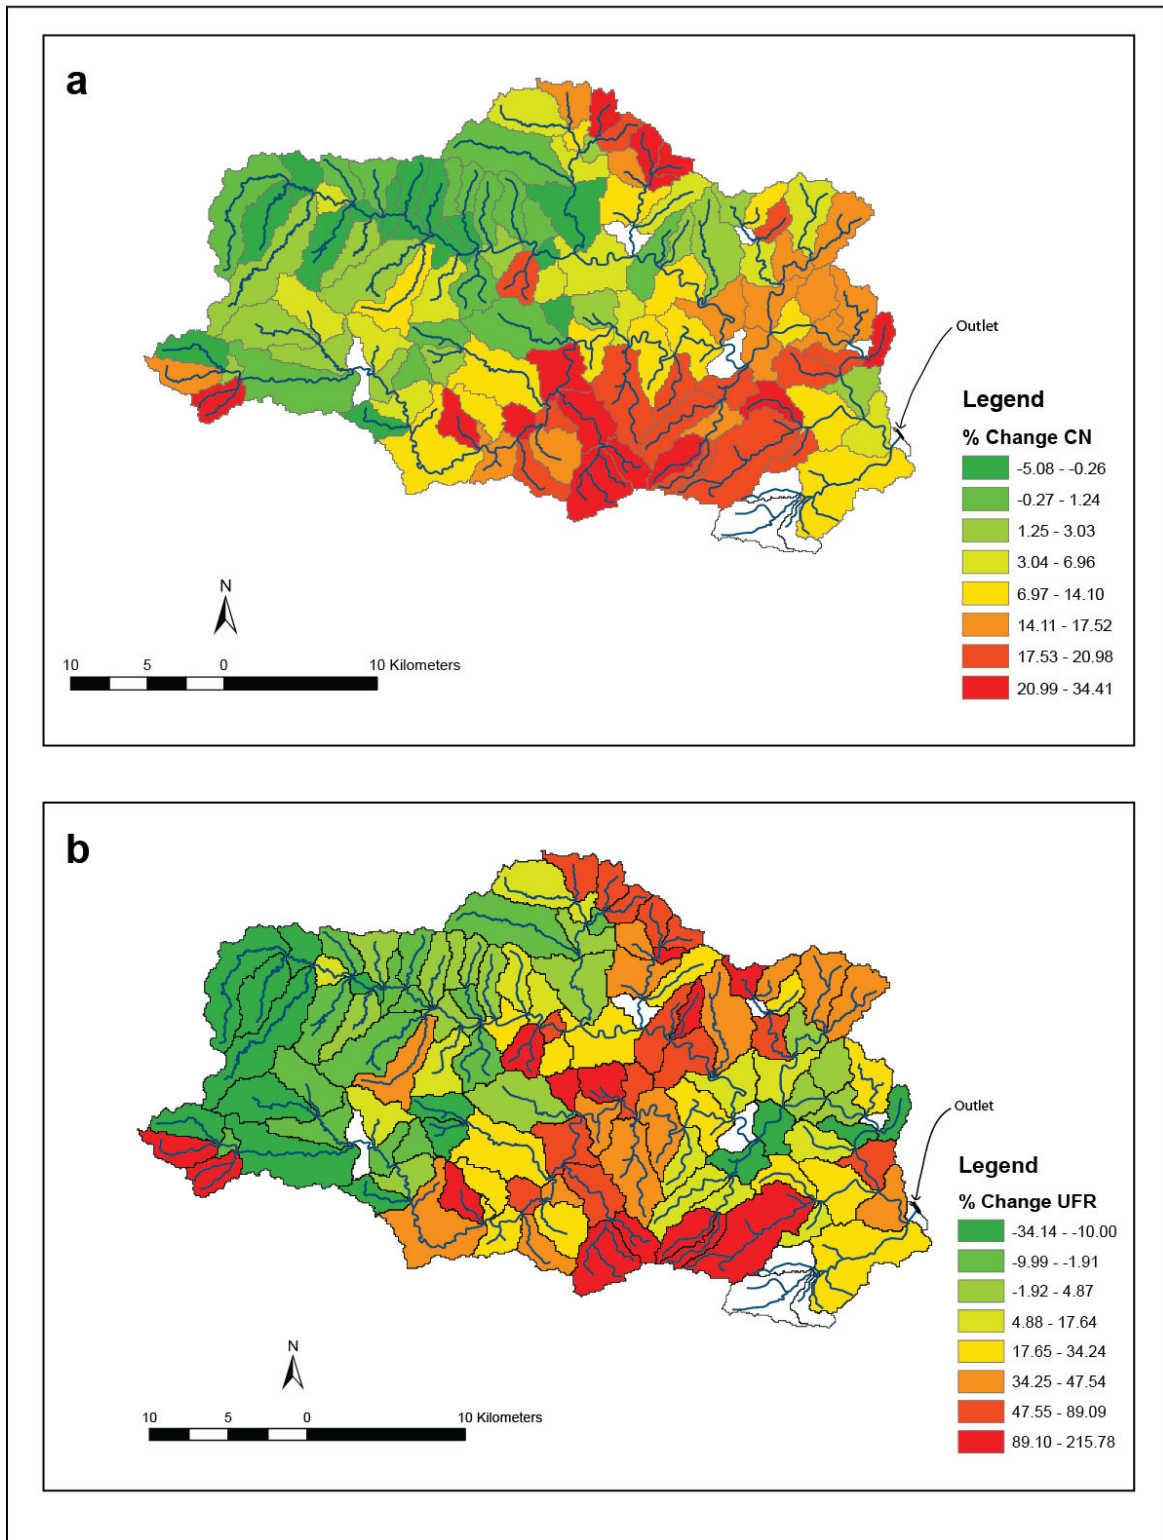 a
Outlet
Legend
% Change CN
-5.08 - -0.26
-0.27 - 1.24
1.25 - 3.03
3.04 - 6.96
6.97 - 14.10
14.11 - 17.52
17.53 - 20.98
20.99 - 34.41
N
10 5 0 10 Kilometers
b
Outlet
Legend
% Change UFR
-34.14 - -10.00
-9.99 - -1.91
-1.92 - 4.87
4.88 - 17.64
17.65 - 34.24
34.25 - 47.54
47.55 - 89.09
89.10 - 215.78
N
10 5 0 10 Kilometers